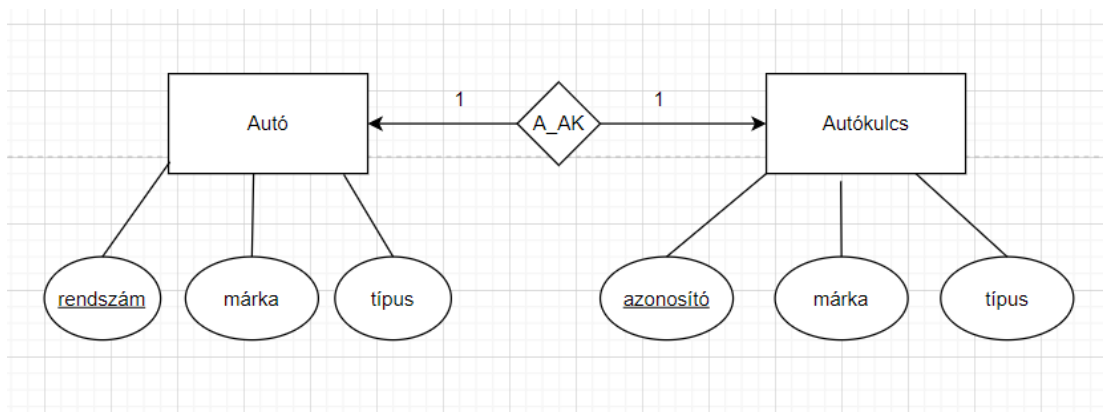 1
1
Autó
A_AK
Autókulcs
rendszám
márka
típus
azonosító
márka
típus